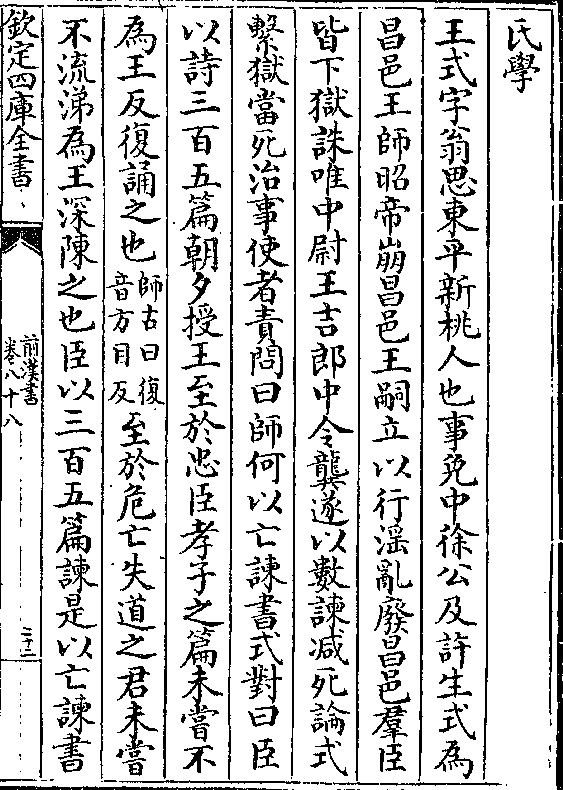 氏學
王式字翁思東平新桃人也事免中徐公及許生式為
昌邑王師昭帝崩昌邑王嗣立以行淫亂廢昌邑羣臣
皆下獄誅唯中尉王吉郎中令龔遂以數諫减死論式
繫獄當死治事使者責問曰師何以亡諫書式對曰臣
以詩三百五篇朝夕授王至於忠臣孝子之篇未嘗不
為王反復誦之也師古曰復音方目反至於危亡失道之君未嘗
不流涕為王深陳之也臣以三百五篇諫是以亡諫書
欽定四庫全書
前漢書
卷八十八
二十二